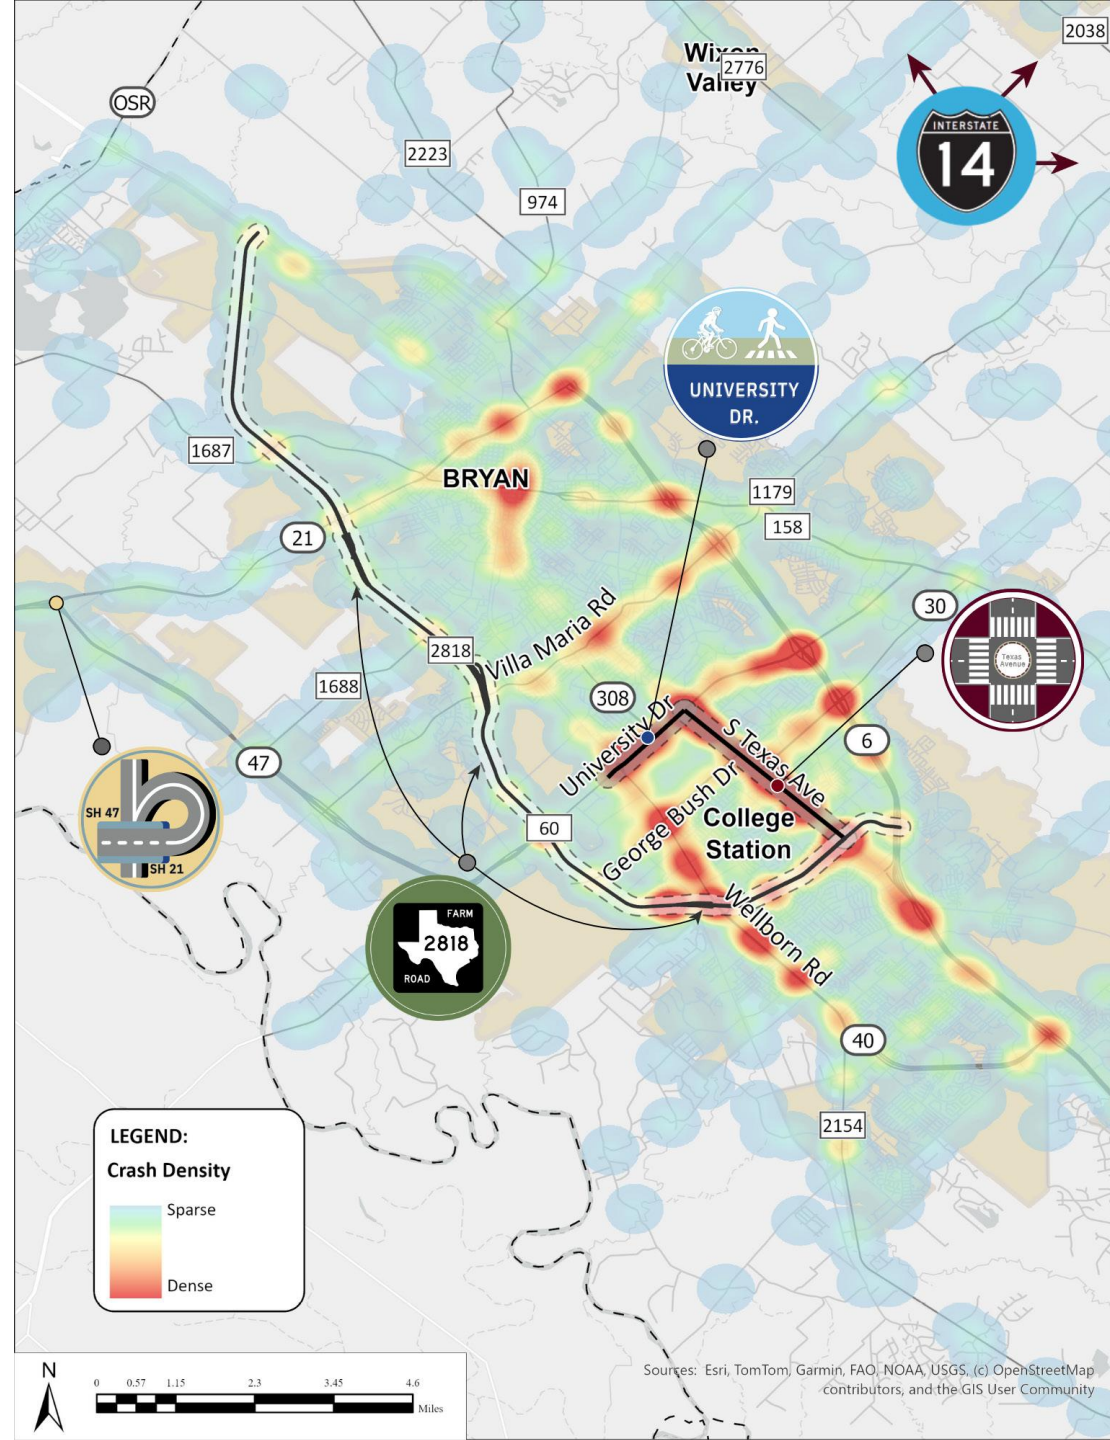 2038
Wixon
Valley
2776
OSR
2223
INTERSTATE
14
974
UNIVERSITY
DR.
1687
BRYAN
1179
158
21
30
Villa Maria Rd
2818
Texas
Avenue
1688
308
University Dr
S Texas Ave
6
47
George Bush Dr
College
Station
SH 47
SH 21
60
Wellborn Rd
FARM
2818
ROAD
40
2154
LEGEND:
Crash Density
Sparse
Dense
N
0 0.57 1.15 2.3 3.45 4.6
Miles
Sources: Esri, TomTom, Garmin, FAO, NOAA, USGS, (c) OpenStreetMap
contributors, and the GIS User Community